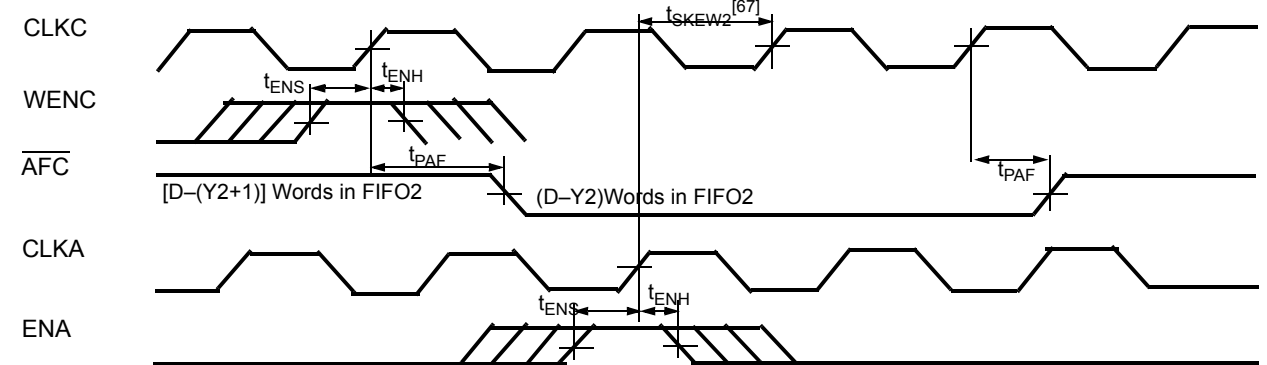 CLKC
tSKEW2[67]
tENS
tENH
WENC
AFC
tPAF
tPAF
[D–(Y2+1)] Words in FIFO2
(D–Y2)Words in FIFO2
CLKA
tENS
tENH
ENA